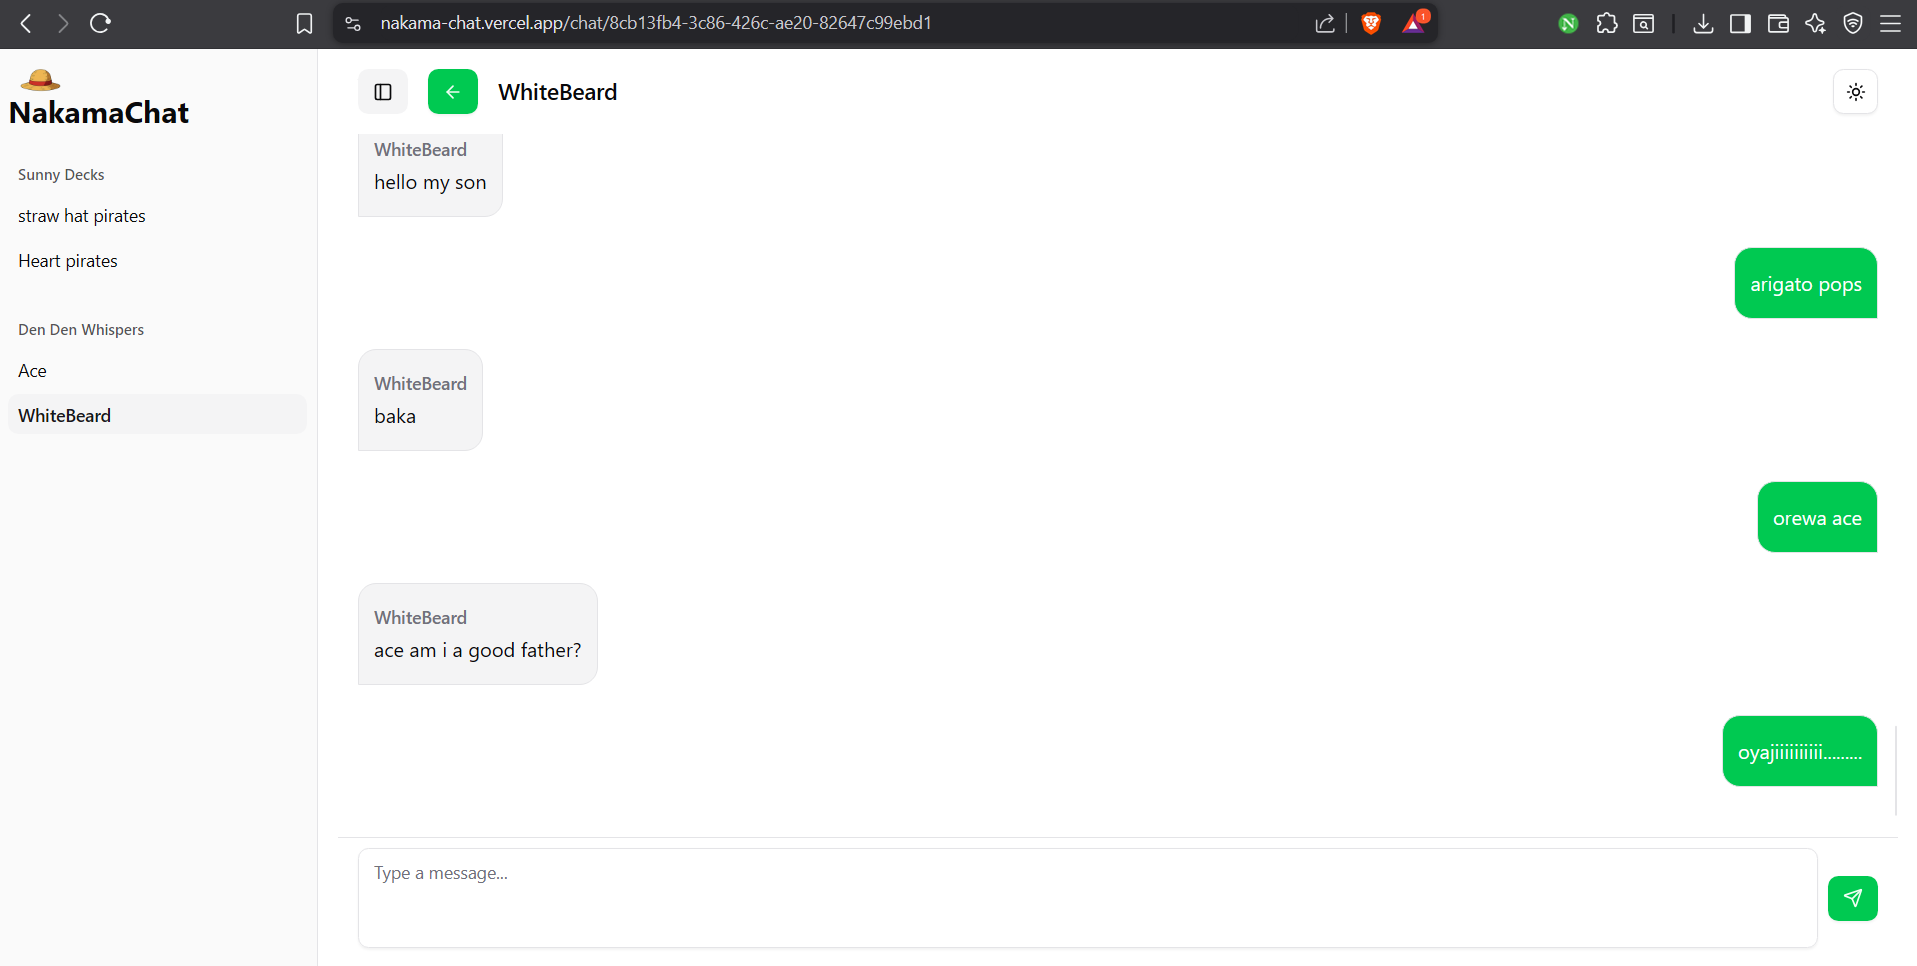 nakama-chat.vercel.app/chat/8cb13fb4-3c86-426c-ae20-82647c99ebd1
1
N
NakamaChat
Sunny Decks
straw hat pirates
Heart pirates
Den Den Whispers
Ace
WhiteBeard
WhiteBeard
WhiteBeard
hello my son
arigato pops
WhiteBeard
baka
orewa ace
WhiteBeard
ace am i a good father?
oyajiiiiiiiiiii.........
Type a message...